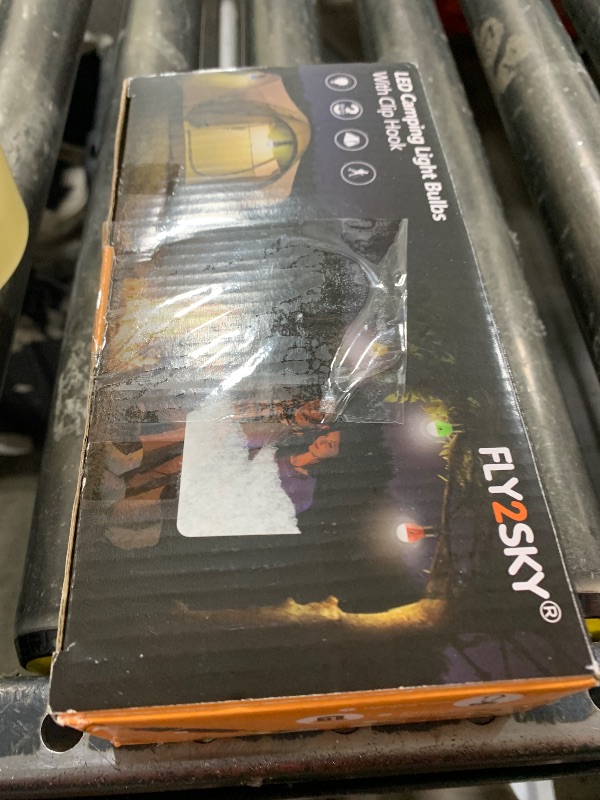 LED Camping Light Bulbs
With Clip Hook
FLY2SKY®